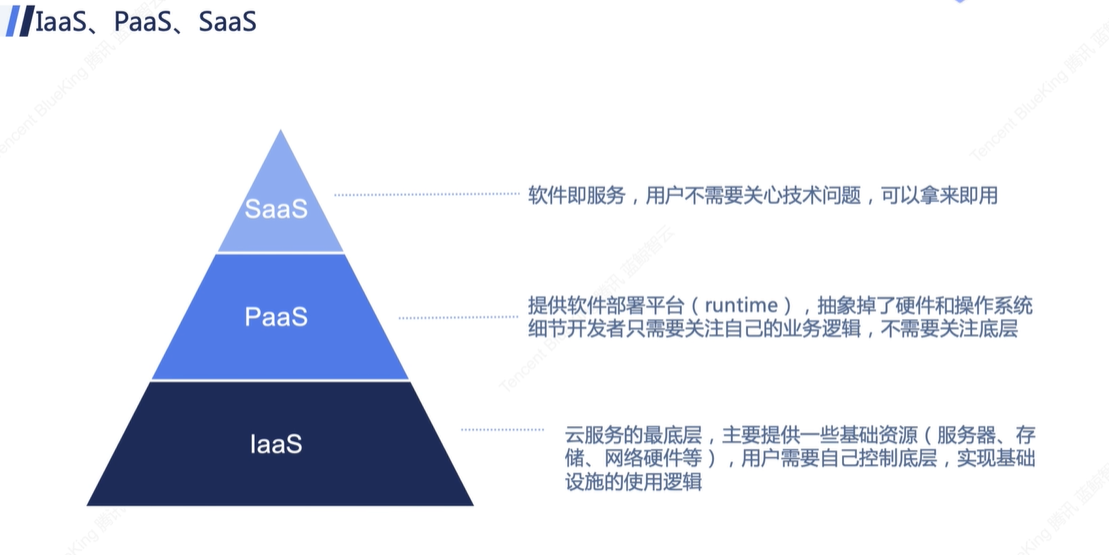 IaaS、PaaS、SaaS
SaaS
软件即服务，用户不需要关心技术问题，可以拿来即用
PaaS
提供软件部署平台（runtime），抽象掉了硬件和操作系统
细节开发者只需要关注自己的业务逻辑，不需要关注底层
IaaS
云服务的最底层，主要提供一些基础资源（服务器、存
储、网络硬件等），用户需要自己控制底层，实现基础
设施的使用逻辑
Tencent BlueKing 腾讯 蓝鲸智云